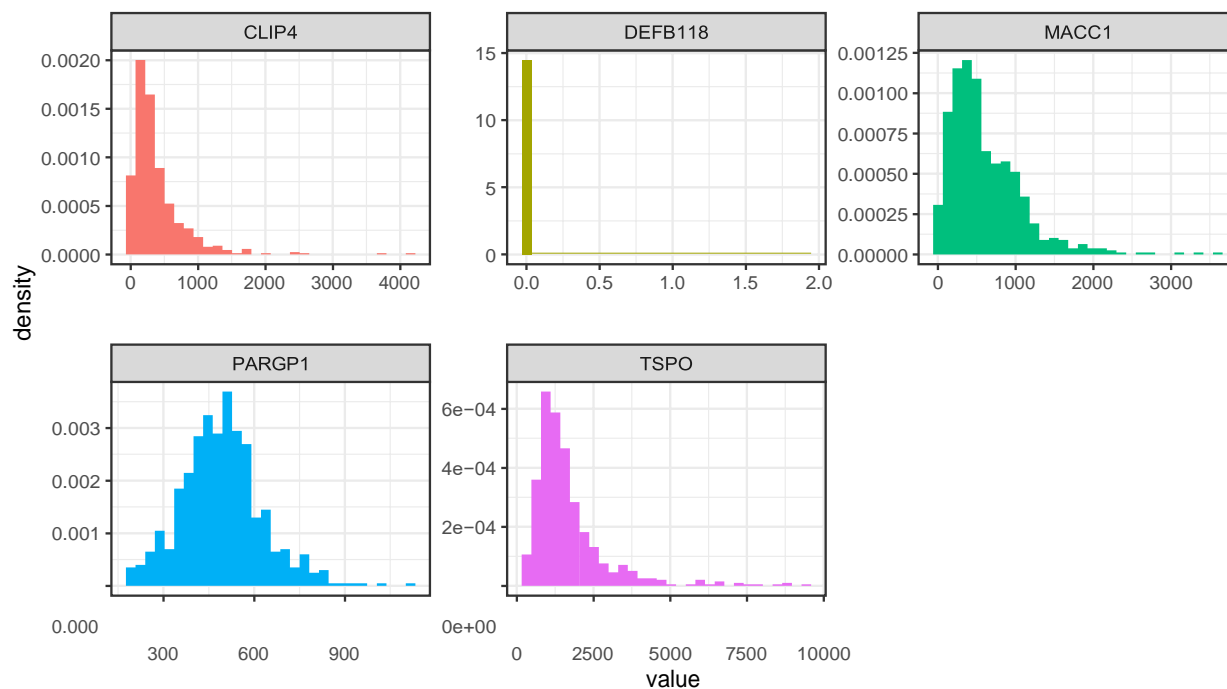 CLIP4 DEFB118 MACC1
0.0020 15 0.00125
0.0015 10 0.00100
0.0010 0.00075
0.0005 5 0.00050
0.00025
0.0000 0 0.00000
0 1000 2000 3000 4000 0.0 0.5 1.0 1.5 2.0 0 1000 2000 3000
density
PARGP1 TSPO
0.003 6e−04
0.002 4e−04
0.001 2e−04
0.000 0e+00
300 600 900 0 2500 5000 7500 10000
value